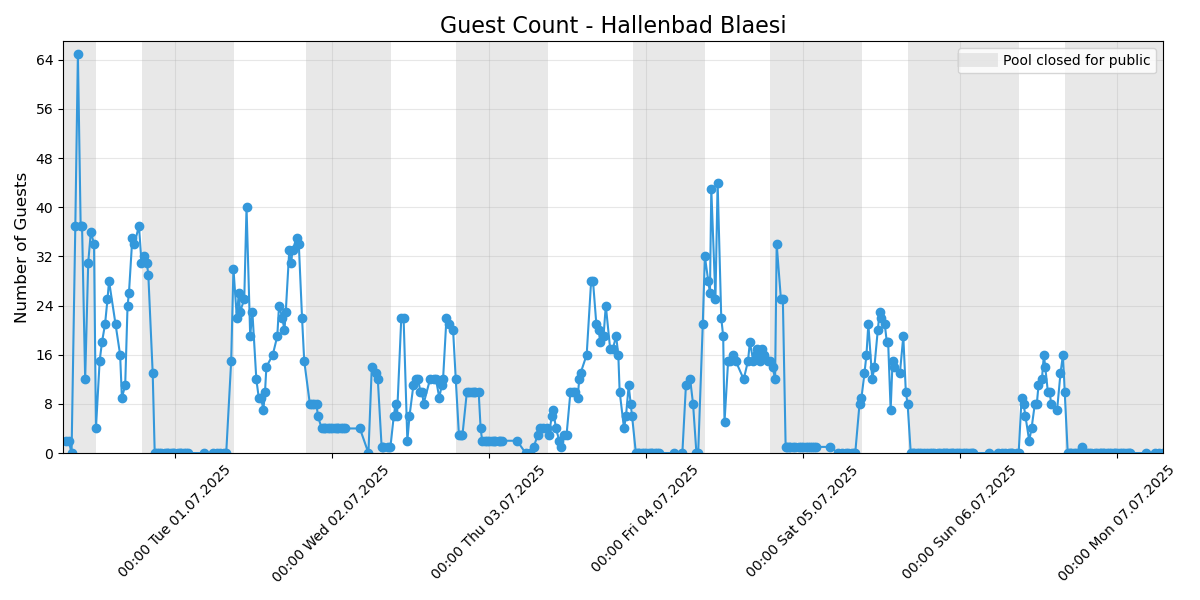 Guest Count - Hallenbad Blaesi
Pool closed for public
Number of Guests
64
56
48
40
32
24
16
8
0
00:00 Tue 01.07.2025
00:00 Wed 02.07.2025
00:00 Thu 03.07.2025
00:00 Fri 04.07.2025
00:00 Sat 05.07.2025
00:00 Sun 06.07.2025
00:00 Mon 07.07.2025